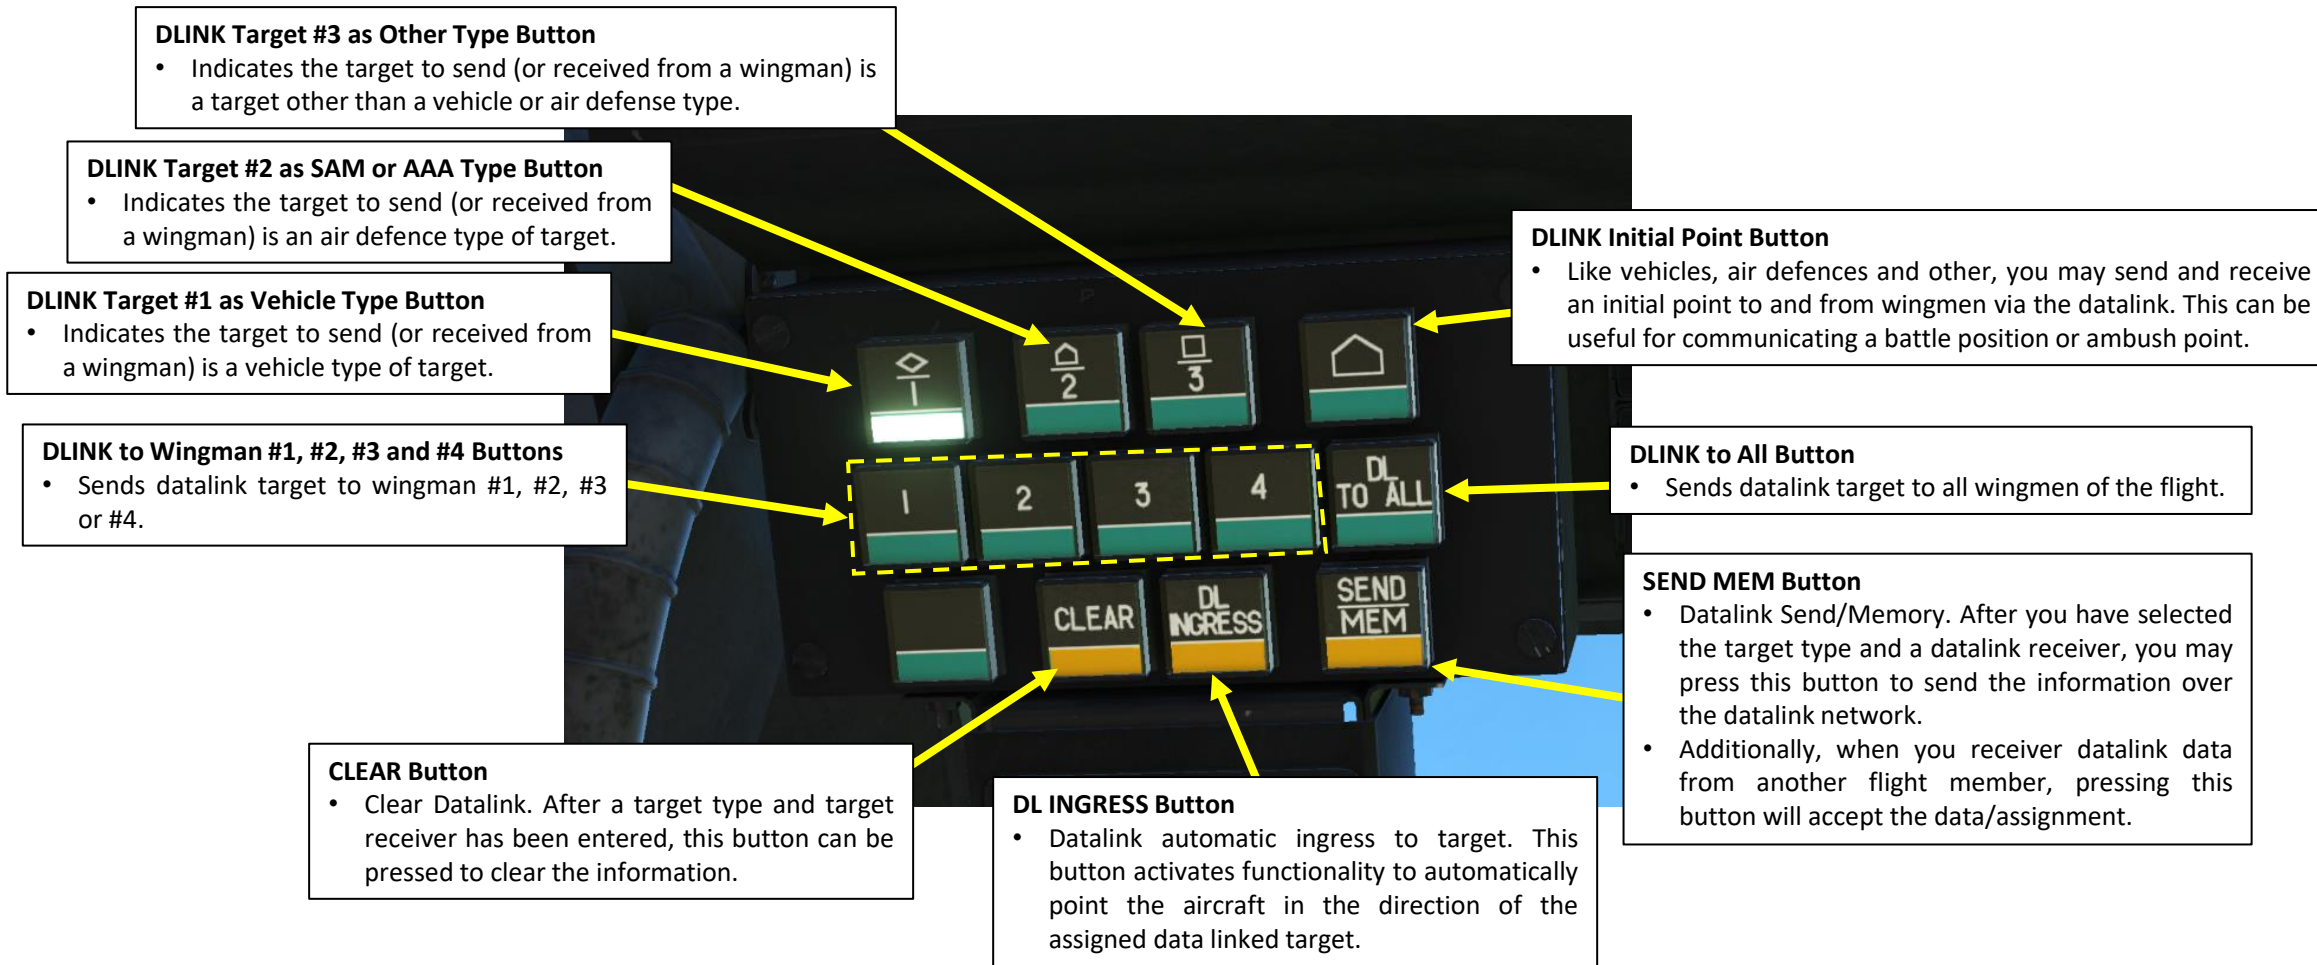 DLINK Target #3 as Other Type Button
• Indicates the target to send (or received from a wingman) is
a target other than a vehicle or air defense type.
DLINK Target #2 as SAM or AAA Type Button
• Indicates the target to send (or received from
a wingman) is an air defence type of target.
DLINK Target #1 as Vehicle Type Button
• Indicates the target to send (or received from
a wingman) is a vehicle type of target.
DLINK to Wingman #1, #2, #3 and #4 Buttons
• Sends datalink target to wingman #1, #2, #3
or #4.
DLINK Initial Point Button
• Like vehicles, air defences and other, you may send and receive
an initial point to and from wingmen via the datalink. This can be
useful for communicating a battle position or ambush point.
DLINK to All Button
• Sends datalink target to all wingmen of the flight.
SEND MEM Button
• Datalink Send/Memory. After you have selected
the target type and a datalink receiver, you may
press this button to send the information over
the datalink network.
• Additionally, when you receiver datalink data
from another flight member, pressing this
button will accept the data/assignment.
CLEAR Button
• Clear Datalink. After a target type and target
receiver has been entered, this button can be
pressed to clear the information.
DL INGRESS Button
• Datalink automatic ingress to target. This
button activates functionality to automatically
point the aircraft in the direction of the
assigned data linked target.
1
2
3
1
2
3
4
DL
TO ALL
CLEAR
DL
INGRESS
SEND
MEM